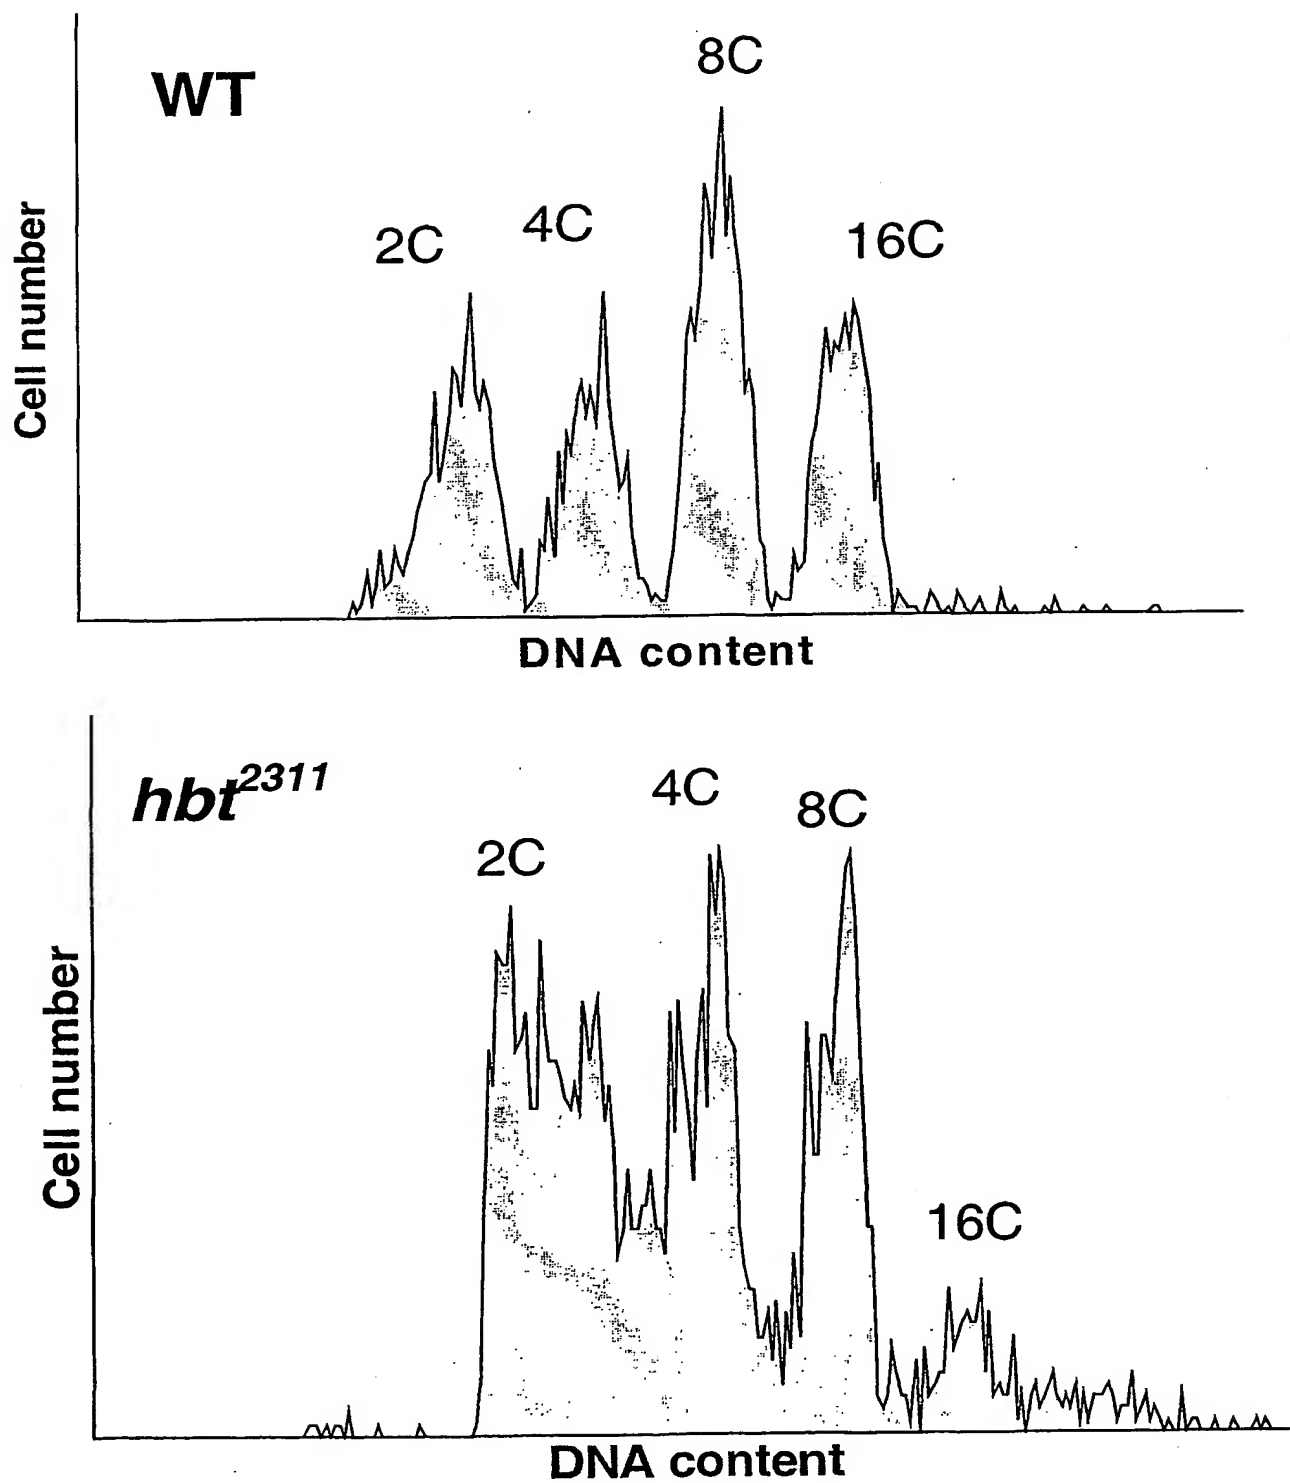 8C
WT
2C
4C
16C
Cell number
DNA content
hbt2311
4C
8C
2C
Cell number
16C
DNA content